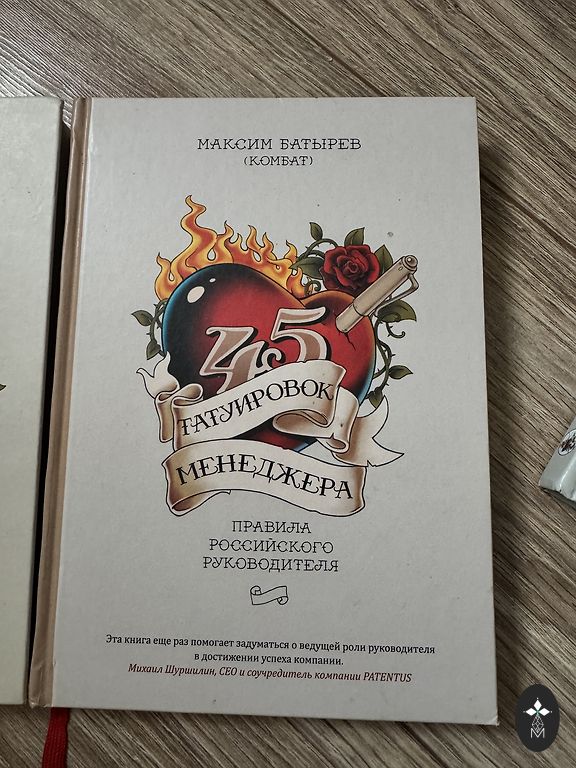 МАКСИМ БАТЫРЕВ
(КОМБАТ)
45
ТАТУИРОВОК
МЕНЕДЖЕРА
ПРАВИЛА
РОССИЙСКОГО
РУКОВОДИТЕЛЯ
Эта книга еще раз помогает задуматься о ведущей роли руководителя
в достижении успеха компании.
Михаил Шуршилин, CEO и соучредитель компании PATENTUS
M